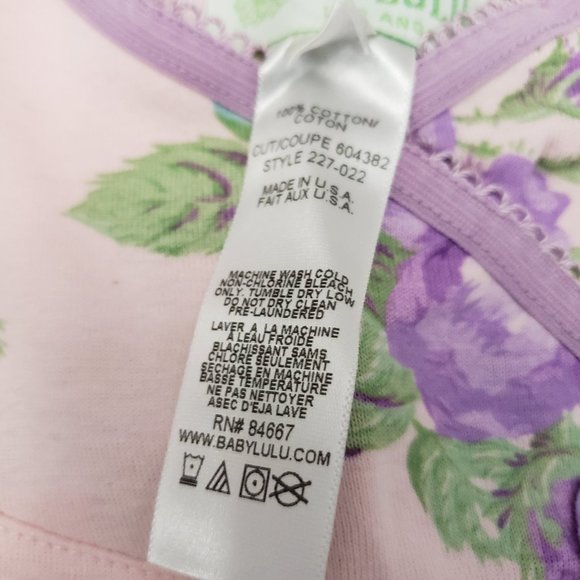 100% COTTON/
COTON
CUT/COUPE 604382
STYLE 227-022
MADE IN U.S.A.
FAIT AUX U.S.A.
MACHINE WASH COLD
NON-CHLORINE BLEACH
ONLY. TUMBLE DRY LOW
DO NOT DRY CLEAN
PRE-LAUNDERED
LAVER A LA MACHINE
À LEAU FROIDE
BLACHISSANT SAMS
CHLORE SEULEMENT
SECHAGE EN MACHINE
BASSE TEMPERATURE
NE PAS NETTOYER
ASEC D'EJA LAVE
RN# 84667
WWW.BABYLULU.COM